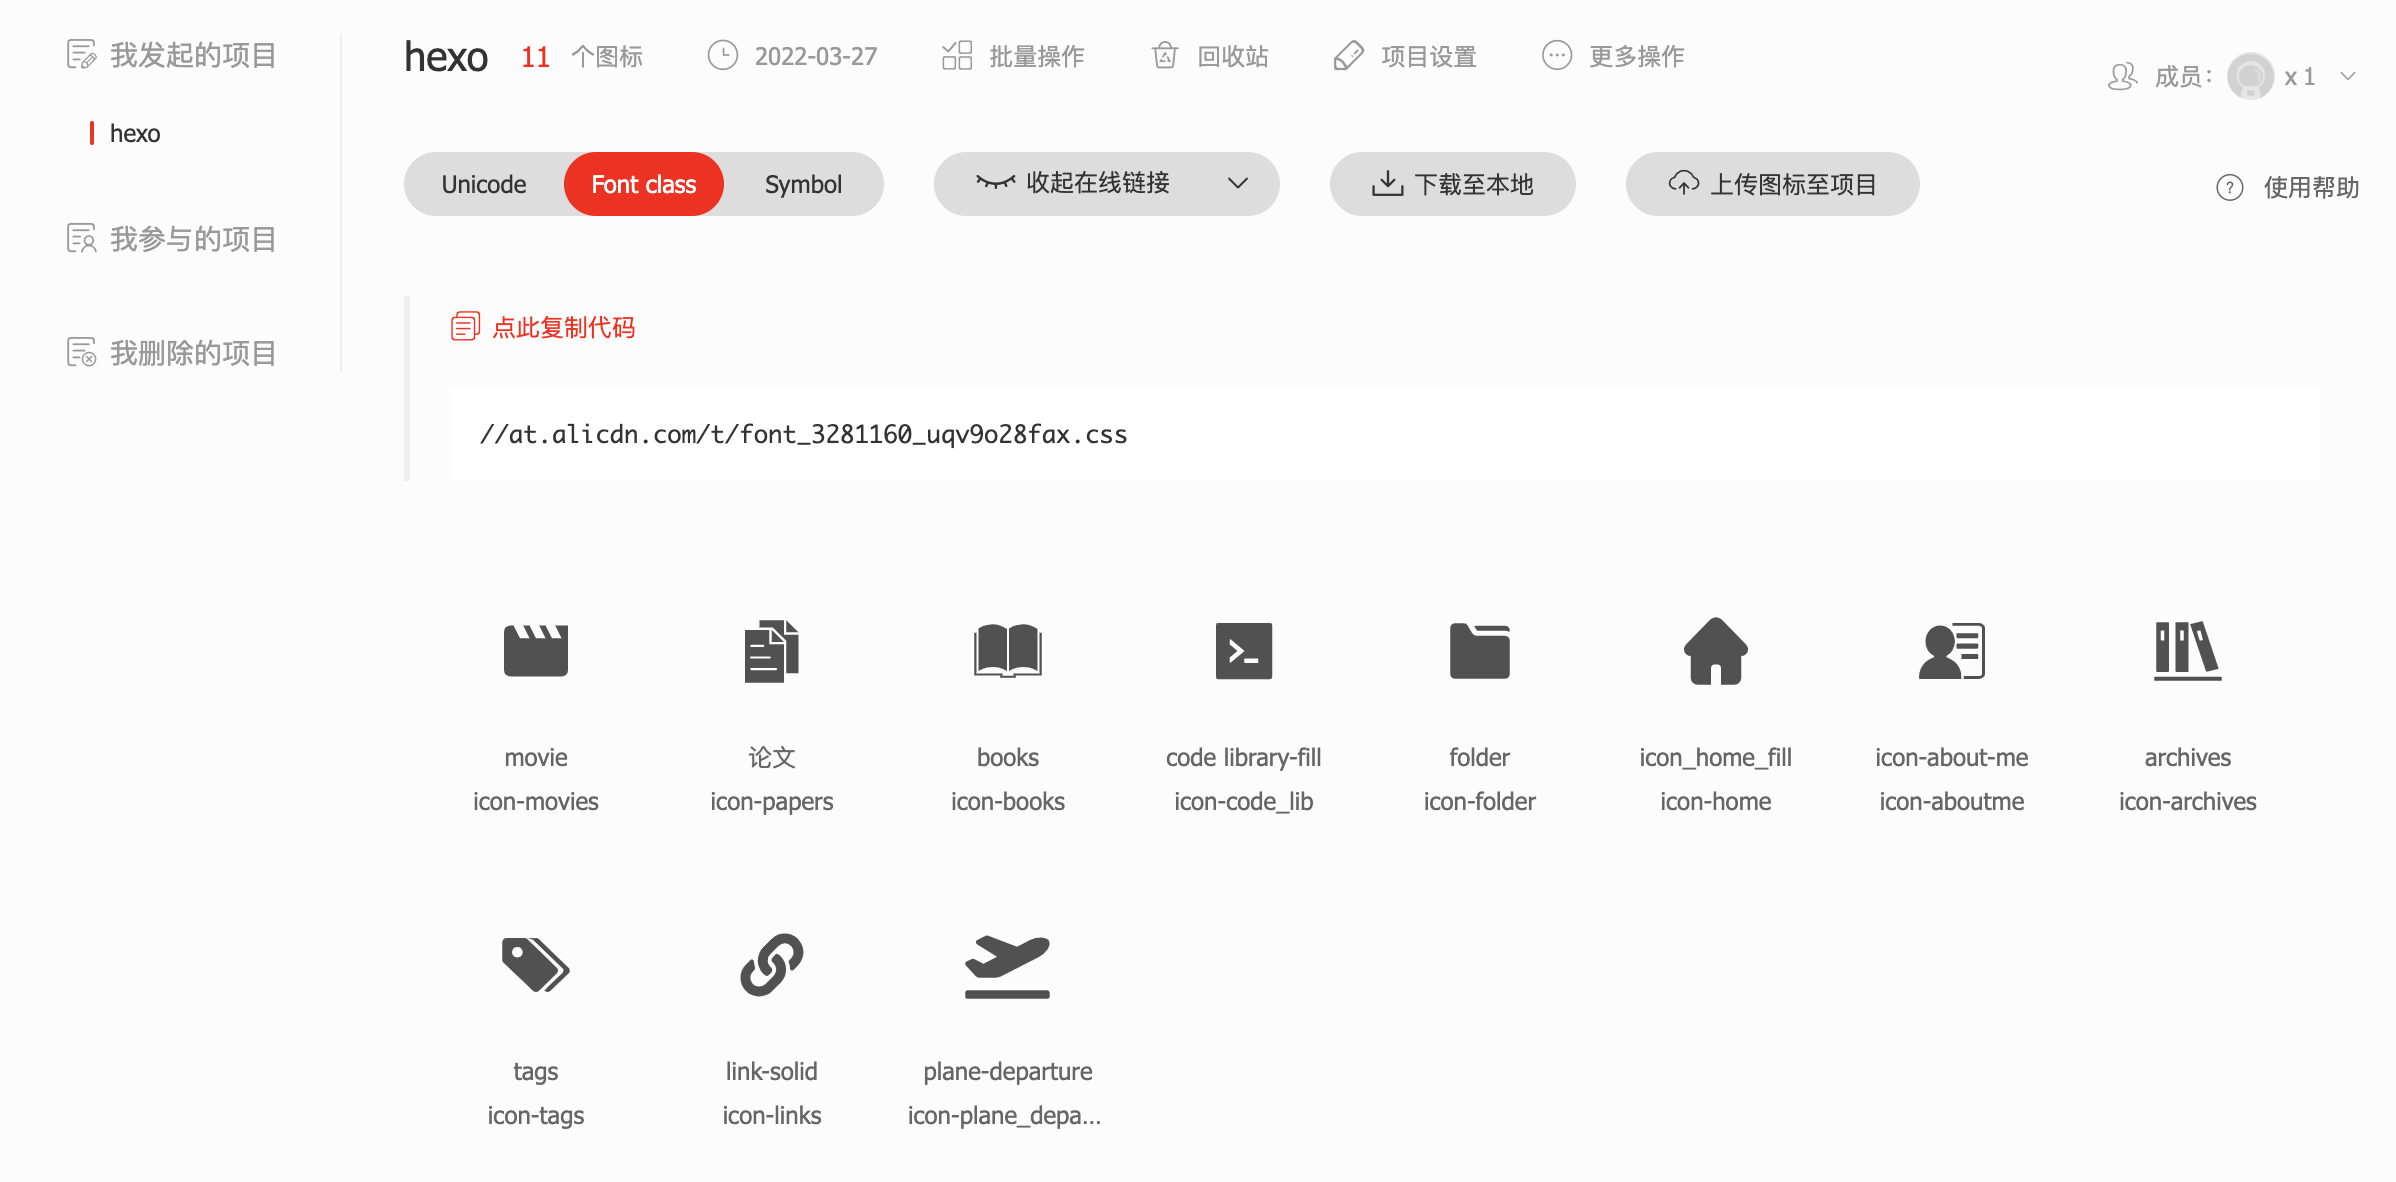 我发起的项目
hexo
我参与的项目
我删除的项目
hexo 11 个图标 2022-03-27 批量操作 回收站 项目设置 更多操作
成员： x 1
Unicode Font class Symbol 收起在线链接 下载至本地 上传图标至项目
使用帮助
点此复制代码
//at.alicdn.com/t/font_3281160_uqv9o28fax.css
movie 论文 books code library-fill folder icon_home_fill icon-about-me archives
icon-movies icon-papers icon-books icon-code_lib icon-folder icon-home icon-aboutme icon-archives
tags link-solid plane-departure
icon-tags icon-links icon-plane_depa...